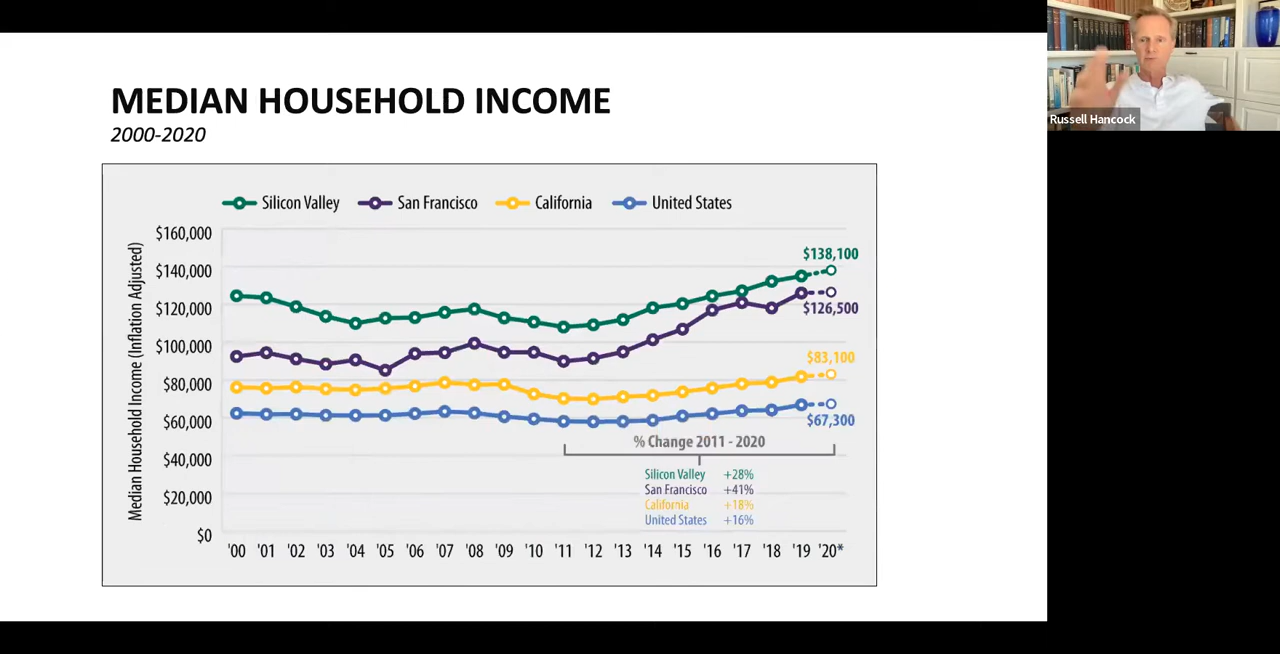 MEDIAN HOUSEHOLD INCOME
2000-2020
Silicon Valley San Francisco California United States
Median Household Income (Inflation Adjusted)
$160,000
$140,000
$120,000
$100,000
$80,000
$60,000
$40,000
$20,000
$0
$138,100
$126,500
$83,100
$67,300
% Change 2011 - 2020
Silicon Valley +28%
San Francisco +41%
California +18%
United States +16%
'00 '01 '02 '03 '04 '05 '06 '07 '08 '09 '10 '11 '12 '13 '14 '15 '16 '17 '18 '19 '20*
Russell Hancock